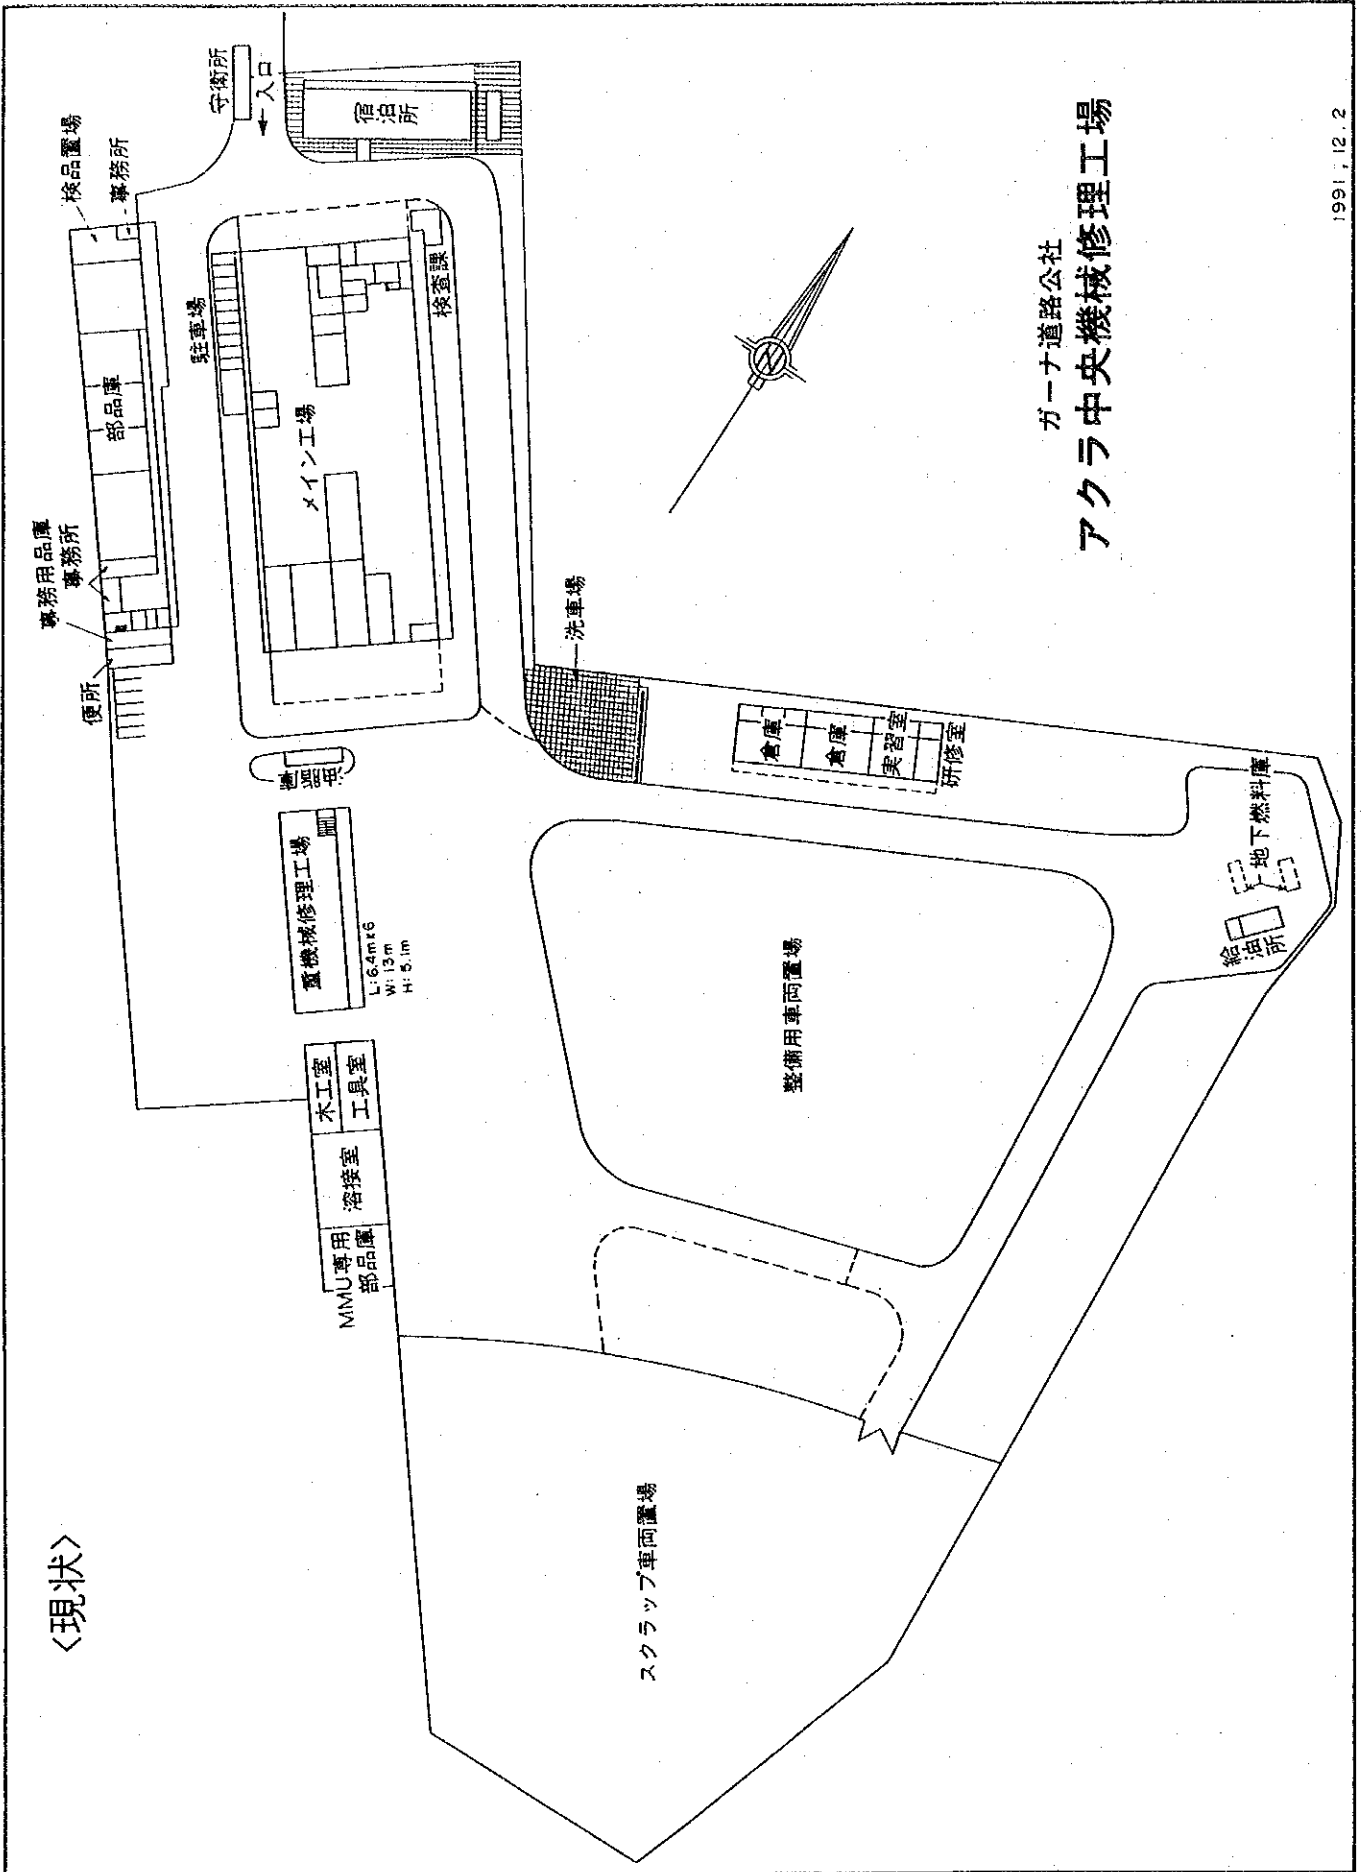 〈現状〉
便所
事務用品庫
事務所
検品置場
事務所
守衛所
入口
部品庫
駐車場
宿泊所
メイン工場
検査課
重機械修理工場
L:6.4m×6
W:13m
H:5.1m
木工室
工具室
溶接室
MMU専用
部品庫
洗車場
倉庫
倉庫
実習室
研修室
地下燃料庫
給油所
整備用車両置場
スクラップ車両置場
N
ガーナ道路公社
アクラ中央機械修理工場
1991,12.2